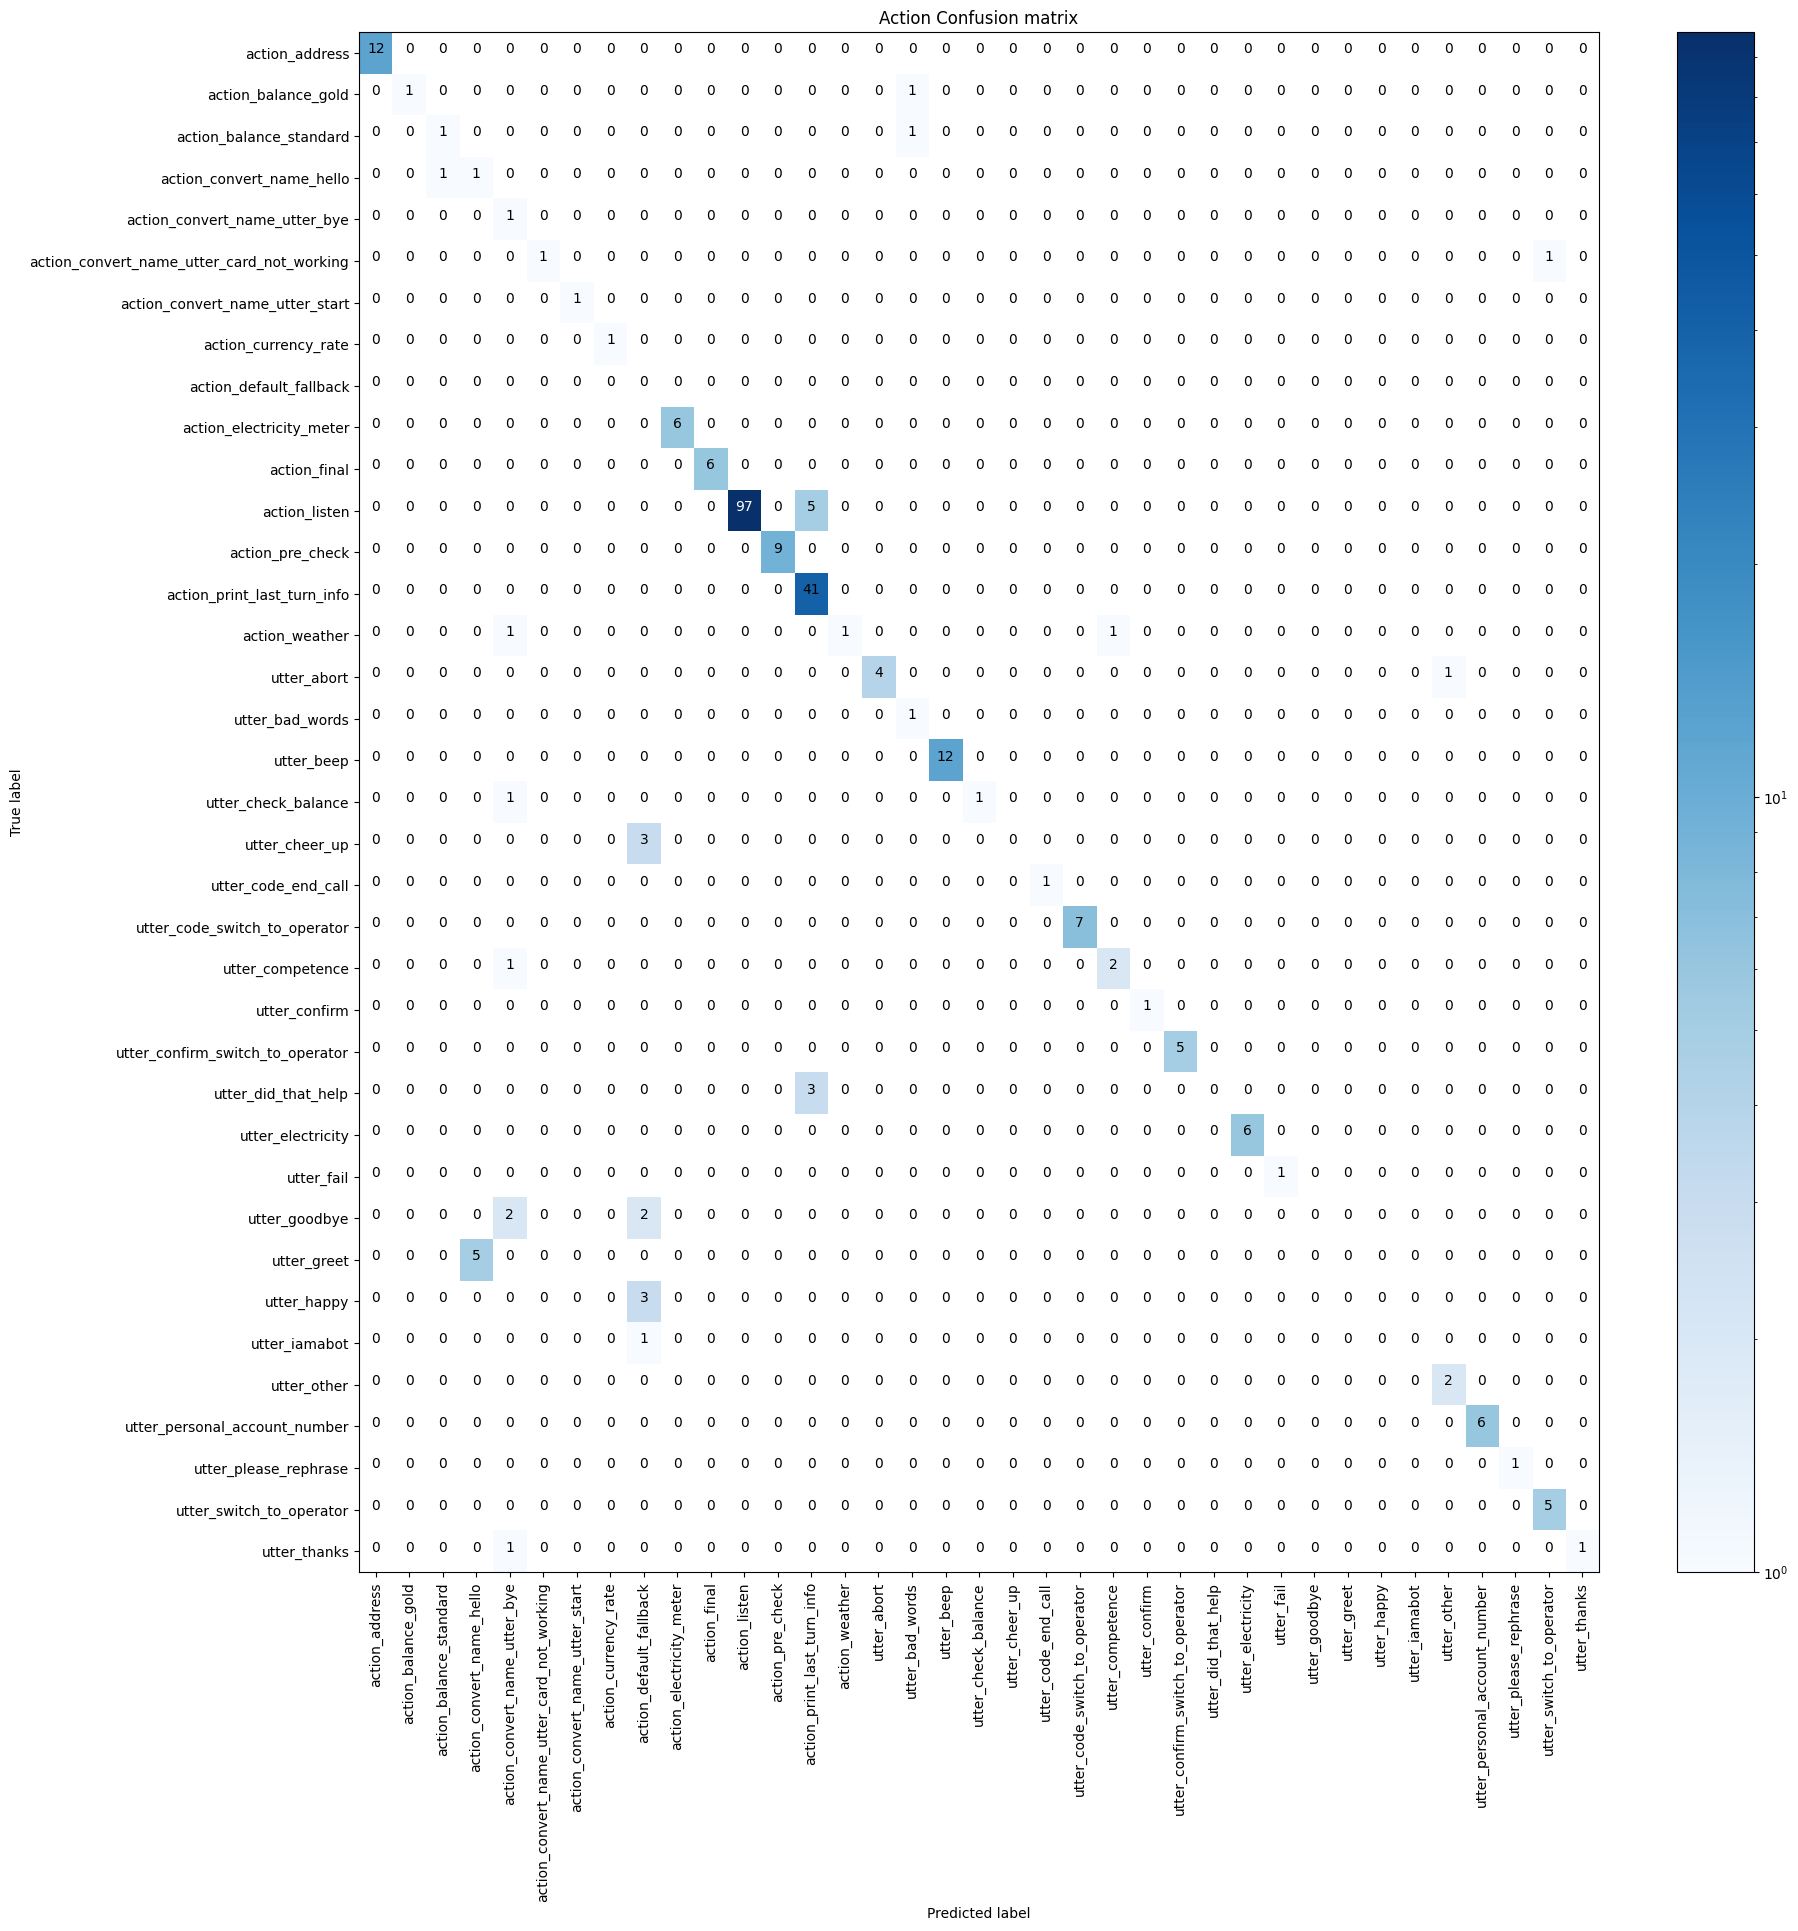 Action Confusion matrix
action_address 12 0 0 0 0 0 0 0 0 0 0 0 0 0 0 0 0 0 0 0 0 0 0 0 0 0 0 0 0 0 0 0 0 0 0 0 0
action_balance_gold 0 1 0 0 0 0 0 0 0 0 0 0 0 0 0 0 1 0 0 0 0 0 0 0 0 0 0 0 0 0 0 0 0 0 0 0 0
action_balance_standard 0 0 1 0 0 0 0 0 0 0 0 0 0 0 0 0 1 0 0 0 0 0 0 0 0 0 0 0 0 0 0 0 0 0 0 0 0
action_convert_name_hello 0 0 1 1 0 0 0 0 0 0 0 0 0 0 0 0 0 0 0 0 0 0 0 0 0 0 0 0 0 0 0 0 0 0 0 0 0
action_convert_name_utter_bye 0 0 0 0 1 0 0 0 0 0 0 0 0 0 0 0 0 0 0 0 0 0 0 0 0 0 0 0 0 0 0 0 0 0 0 0 0
action_convert_name_utter_card_not_working 0 0 0 0 0 1 0 0 0 0 0 0 0 0 0 0 0 0 0 0 0 0 0 0 0 0 0 0 0 0 0 0 0 0 0 1 0
action_convert_name_utter_start 0 0 0 0 0 0 1 0 0 0 0 0 0 0 0 0 0 0 0 0 0 0 0 0 0 0 0 0 0 0 0 0 0 0 0 0 0
action_currency_rate 0 0 0 0 0 0 0 1 0 0 0 0 0 0 0 0 0 0 0 0 0 0 0 0 0 0 0 0 0 0 0 0 0 0 0 0 0
action_default_fallback 0 0 0 0 0 0 0 0 0 0 0 0 0 0 0 0 0 0 0 0 0 0 0 0 0 0 0 0 0 0 0 0 0 0 0 0 0
action_electricity_meter 0 0 0 0 0 0 0 0 0 6 0 0 0 0 0 0 0 0 0 0 0 0 0 0 0 0 0 0 0 0 0 0 0 0 0 0 0
action_final 0 0 0 0 0 0 0 0 0 0 6 0 0 0 0 0 0 0 0 0 0 0 0 0 0 0 0 0 0 0 0 0 0 0 0 0 0
action_listen 0 0 0 0 0 0 0 0 0 0 0 97 0 5 0 0 0 0 0 0 0 0 0 0 0 0 0 0 0 0 0 0 0 0 0 0 0
action_pre_check 0 0 0 0 0 0 0 0 0 0 0 0 9 0 0 0 0 0 0 0 0 0 0 0 0 0 0 0 0 0 0 0 0 0 0 0 0
action_print_last_turn_info 0 0 0 0 0 0 0 0 0 0 0 0 0 41 0 0 0 0 0 0 0 0 0 0 0 0 0 0 0 0 0 0 0 0 0 0 0
action_weather 0 0 0 0 1 0 0 0 0 0 0 0 0 0 1 0 0 0 0 0 0 0 1 0 0 0 0 0 0 0 0 0 0 0 0 0 0
utter_abort 0 0 0 0 0 0 0 0 0 0 0 0 0 0 0 4 0 0 0 0 0 0 0 0 0 0 0 0 0 0 0 0 1 0 0 0 0
utter_bad_words 0 0 0 0 0 0 0 0 0 0 0 0 0 0 0 0 1 0 0 0 0 0 0 0 0 0 0 0 0 0 0 0 0 0 0 0 0
utter_beep 0 0 0 0 0 0 0 0 0 0 0 0 0 0 0 0 0 12 0 0 0 0 0 0 0 0 0 0 0 0 0 0 0 0 0 0 0
utter_check_balance 0 0 0 0 1 0 0 0 0 0 0 0 0 0 0 0 0 0 1 0 0 0 0 0 0 0 0 0 0 0 0 0 0 0 0 0 0
utter_cheer_up 0 0 0 0 0 0 0 0 3 0 0 0 0 0 0 0 0 0 0 0 0 0 0 0 0 0 0 0 0 0 0 0 0 0 0 0 0
utter_code_end_call 0 0 0 0 0 0 0 0 0 0 0 0 0 0 0 0 0 0 0 0 1 0 0 0 0 0 0 0 0 0 0 0 0 0 0 0 0
utter_code_switch_to_operator 0 0 0 0 0 0 0 0 0 0 0 0 0 0 0 0 0 0 0 0 0 7 0 0 0 0 0 0 0 0 0 0 0 0 0 0 0
utter_competence 0 0 0 0 1 0 0 0 0 0 0 0 0 0 0 0 0 0 0 0 0 0 2 0 0 0 0 0 0 0 0 0 0 0 0 0 0
utter_confirm 0 0 0 0 0 0 0 0 0 0 0 0 0 0 0 0 0 0 0 0 0 0 0 1 0 0 0 0 0 0 0 0 0 0 0 0 0
utter_confirm_switch_to_operator 0 0 0 0 0 0 0 0 0 0 0 0 0 0 0 0 0 0 0 0 0 0 0 0 5 0 0 0 0 0 0 0 0 0 0 0 0
utter_did_that_help 0 0 0 0 0 0 0 0 0 0 0 0 0 3 0 0 0 0 0 0 0 0 0 0 0 0 0 0 0 0 0 0 0 0 0 0 0
utter_electricity 0 0 0 0 0 0 0 0 0 0 0 0 0 0 0 0 0 0 0 0 0 0 0 0 0 0 6 0 0 0 0 0 0 0 0 0 0
utter_fail 0 0 0 0 0 0 0 0 0 0 0 0 0 0 0 0 0 0 0 0 0 0 0 0 0 0 0 1 0 0 0 0 0 0 0 0 0
utter_goodbye 0 0 0 0 2 0 0 0 2 0 0 0 0 0 0 0 0 0 0 0 0 0 0 0 0 0 0 0 0 0 0 0 0 0 0 0 0
utter_greet 0 0 0 5 0 0 0 0 0 0 0 0 0 0 0 0 0 0 0 0 0 0 0 0 0 0 0 0 0 0 0 0 0 0 0 0 0
utter_happy 0 0 0 0 0 0 0 0 3 0 0 0 0 0 0 0 0 0 0 0 0 0 0 0 0 0 0 0 0 0 0 0 0 0 0 0 0
utter_iamabot 0 0 0 0 0 0 0 0 1 0 0 0 0 0 0 0 0 0 0 0 0 0 0 0 0 0 0 0 0 0 0 0 0 0 0 0 0
utter_other 0 0 0 0 0 0 0 0 0 0 0 0 0 0 0 0 0 0 0 0 0 0 0 0 0 0 0 0 0 0 0 0 2 0 0 0 0
utter_personal_account_number 0 0 0 0 0 0 0 0 0 0 0 0 0 0 0 0 0 0 0 0 0 0 0 0 0 0 0 0 0 0 0 0 0 6 0 0 0
utter_please_rephrase 0 0 0 0 0 0 0 0 0 0 0 0 0 0 0 0 0 0 0 0 0 0 0 0 0 0 0 0 0 0 0 0 0 0 1 0 0
utter_switch_to_operator 0 0 0 0 0 0 0 0 0 0 0 0 0 0 0 0 0 0 0 0 0 0 0 0 0 0 0 0 0 0 0 0 0 0 0 5 0
utter_thanks 0 0 0 0 1 0 0 0 0 0 0 0 0 0 0 0 0 0 0 0 0 0 0 0 0 0 0 0 0 0 0 0 0 0 0 0 1
True label
action_address
action_balance_gold
action_balance_standard
action_convert_name_hello
action_convert_name_utter_bye
action_convert_name_utter_card_not_working
action_convert_name_utter_start
action_currency_rate
action_default_fallback
action_electricity_meter
action_final
action_listen
action_pre_check
action_print_last_turn_info
action_weather
utter_abort
utter_bad_words
utter_beep
utter_check_balance
utter_cheer_up
utter_code_end_call
utter_code_switch_to_operator
utter_competence
utter_confirm
utter_confirm_switch_to_operator
utter_did_that_help
utter_electricity
utter_fail
utter_goodbye
utter_greet
utter_happy
utter_iamabot
utter_other
utter_personal_account_number
utter_please_rephrase
utter_switch_to_operator
utter_thanks
Predicted label
10¹
10⁰